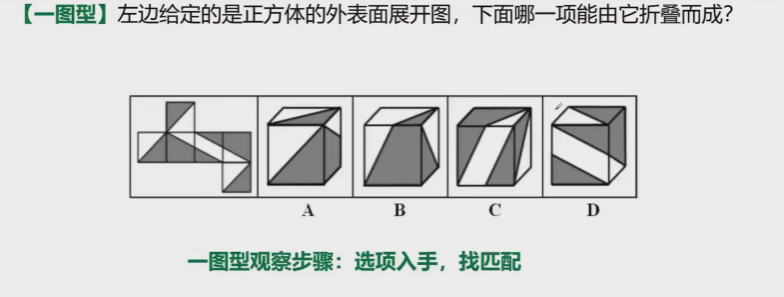 【一图型】左边给定的是正方体的外表面展开图，下面哪一项能由它折叠而成？
A B C D
一图型观察步骤：选项入手，找匹配